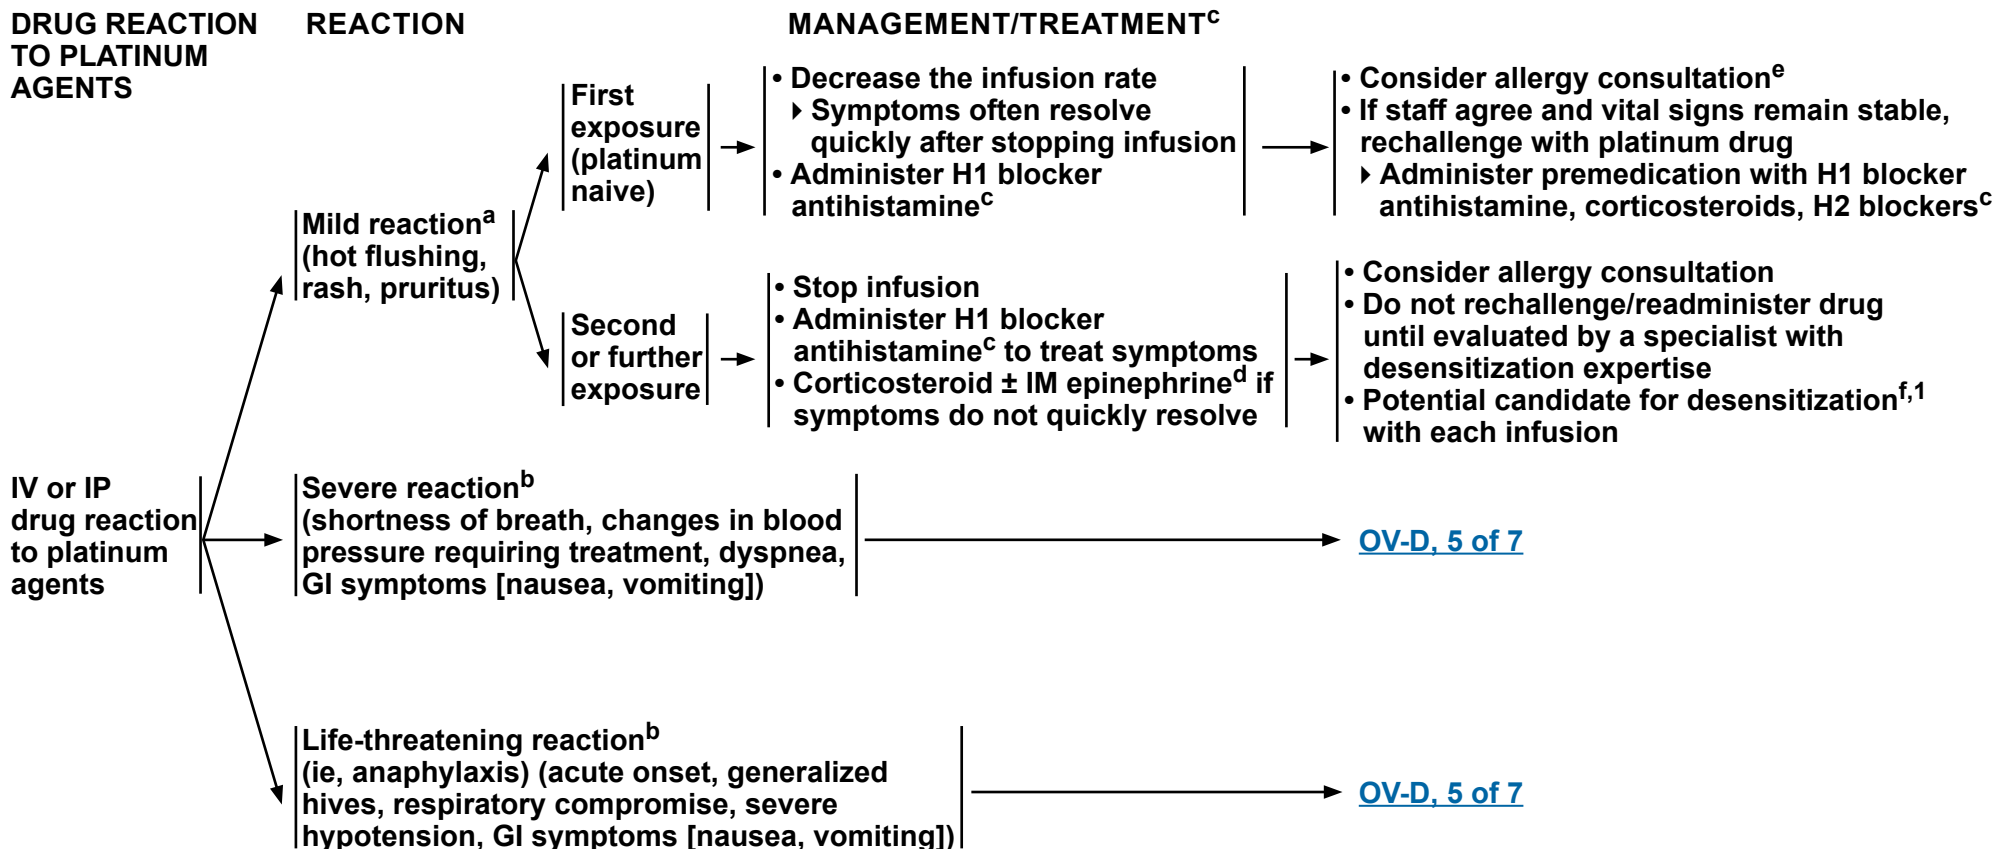 DRUG REACTION
TO PLATINUM
AGENTS
REACTION
MANAGEMENT/TREATMENTᶜ
First
exposure
(platinum
naive)
• Decrease the infusion rate
▸ Symptoms often resolve
quickly after stopping infusion
• Administer H1 blocker
antihistamineᶜ
• Consider allergy consultationᵉ
• If staff agree and vital signs remain stable,
rechallenge with platinum drug
▸ Administer premedication with H1 blocker
antihistamine, corticosteroids, H2 blockersᶜ
Mild reactionᵃ
(hot flushing,
rash, pruritus)
Second
or further
exposure
• Stop infusion
• Administer H1 blocker
antihistamineᶜ to treat symptoms
• Corticosteroid ± IM epinephrineᵈ if
symptoms do not quickly resolve
• Consider allergy consultation
• Do not rechallenge/readminister drug
until evaluated by a specialist with
desensitization expertise
• Potential candidate for desensitizationᶠ,¹
with each infusion
IV or IP
drug reaction
to platinum
agents
Severe reactionᵇ
(shortness of breath, changes in blood
pressure requiring treatment, dyspnea,
GI symptoms [nausea, vomiting])
OV-D, 5 of 7
Life-threatening reactionᵇ
(ie, anaphylaxis) (acute onset, generalized
hives, respiratory compromise, severe
hypotension, GI symptoms [nausea, vomiting])
OV-D, 5 of 7